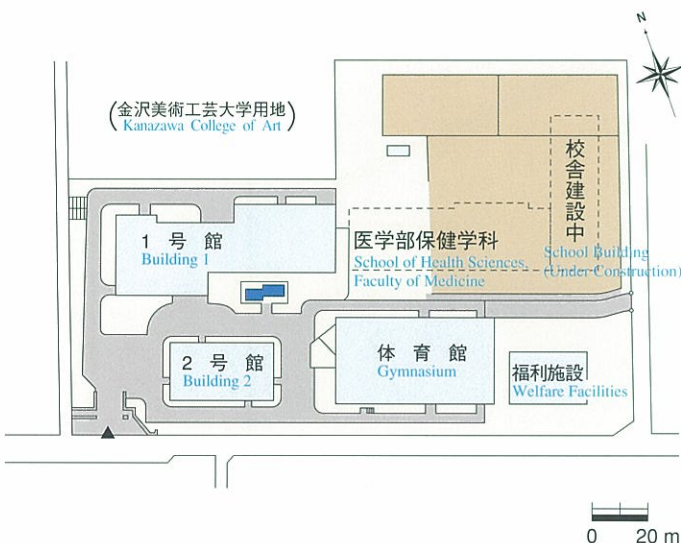 N
(金沢美術工芸大学用地)
Kanazawa College of Art
校舎建設中
School Building
(Under Construction)
1号館
Building 1
医学部保健学科
School of Health Sciences,
Faculty of Medicine
2号館
Building 2
体育館
Gymnasium
福利施設
Welfare Facilities
0 20 m